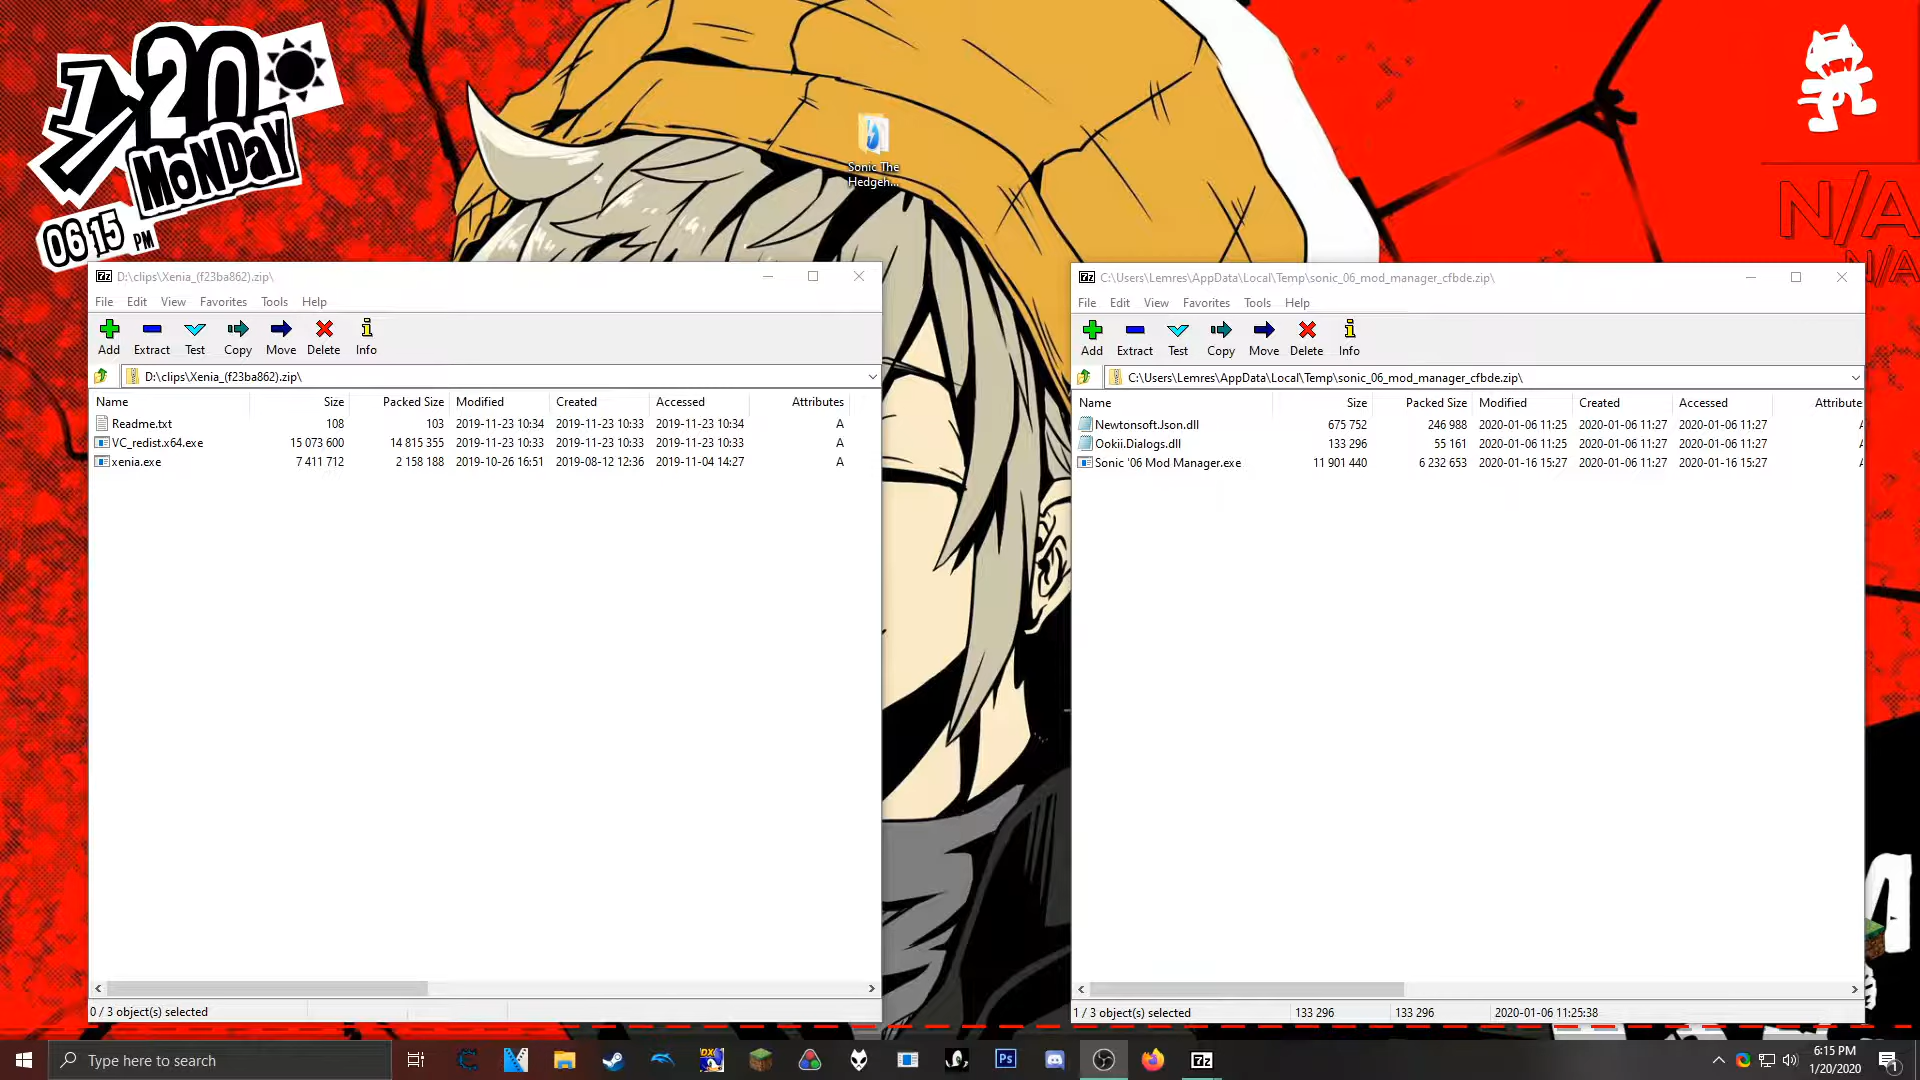 1/20
MONDAY
06:15 PM
Sonic The
Hedgeh...
N/A
N/A
D:\clips\Xenia_(f23ba862).zip\
File Edit View Favorites Tools Help
Add Extract Test Copy Move Delete Info
D:\clips\Xenia_(f23ba862).zip\
Name Size Packed Size Modified Created Accessed Attributes
Readme.txt 108 103 2019-11-23 10:34 2019-11-23 10:33 2019-11-23 10:34 A
VC_redist.x64.exe 15 073 600 14 815 355 2019-11-23 10:33 2019-11-23 10:33 2019-11-23 10:33 A
xenia.exe 7 411 712 2 158 188 2019-10-26 16:51 2019-08-12 12:36 2019-11-04 14:27 A
0 / 3 object(s) selected
C:\Users\Lemres\AppData\Local\Temp\sonic_06_mod_manager_cfbde.zip\
File Edit View Favorites Tools Help
Add Extract Test Copy Move Delete Info
C:\Users\Lemres\AppData\Local\Temp\sonic_06_mod_manager_cfbde.zip\
Name Size Packed Size Modified Created Accessed Attribute
Newtonsoft.Json.dll 675 752 246 988 2020-01-06 11:25 2020-01-06 11:27 2020-01-06 11:27
Ookii.Dialogs.dll 133 296 55 161 2020-01-06 11:25 2020-01-06 11:27 2020-01-06 11:27
Sonic '06 Mod Manager.exe 11 901 440 6 232 653 2020-01-16 15:27 2020-01-06 11:27 2020-01-16 15:27
1 / 3 object(s) selected 133 296 133 296 2020-01-06 11:25:38
Type here to search
Ps
7z
6:15 PM
1/20/2020
1